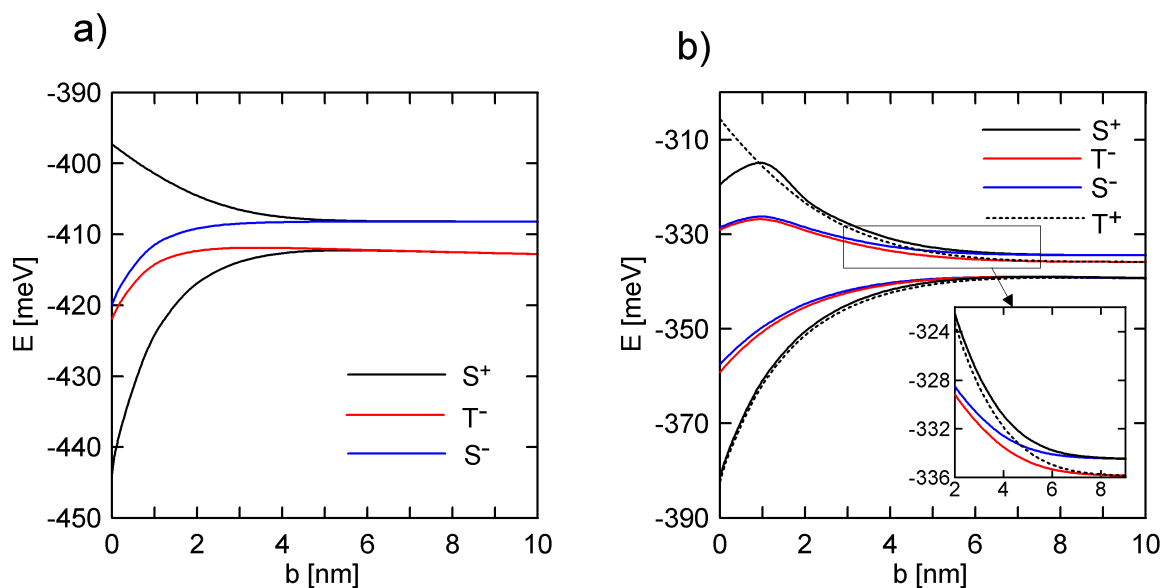 a)
-390
-400
-410
-420
-430
-440
-450
E [meV]
0 2 4 6 8 10
b [nm]
S+
T-
S-
b)
-310
-330
-350
-370
-390
E [meV]
0 2 4 6 8 10
b [nm]
S+
T-
S-
T+
-324
-328
-332
-336
2 4 6 8